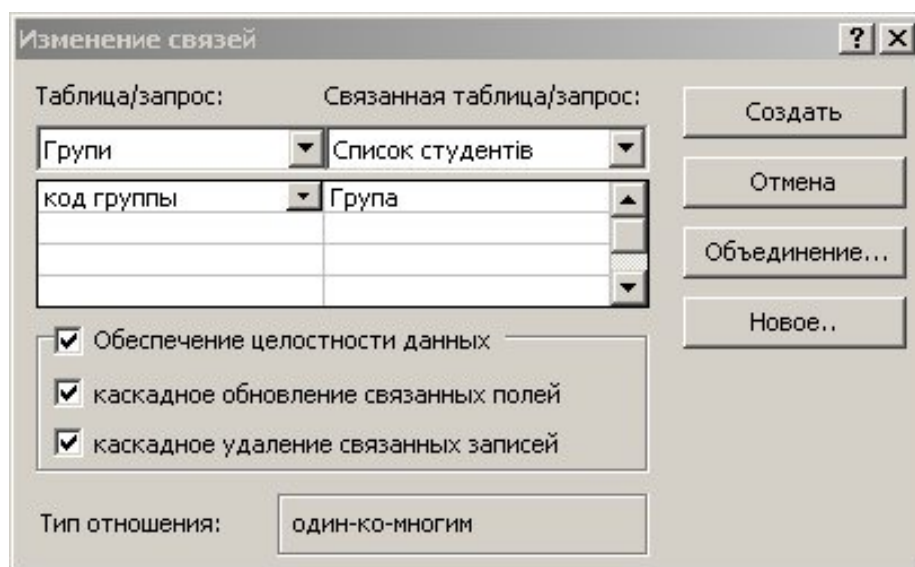 Изменение связей
Таблица/запрос: Связанная таблица/запрос:
Групи Список студентів
код группы Група
Обеспечение целостности данных
каскадное обновление связанных полей
каскадное удаление связанных записей
Тип отношения: один-ко-многим
Создать
Отмена
Объединение...
Новое..